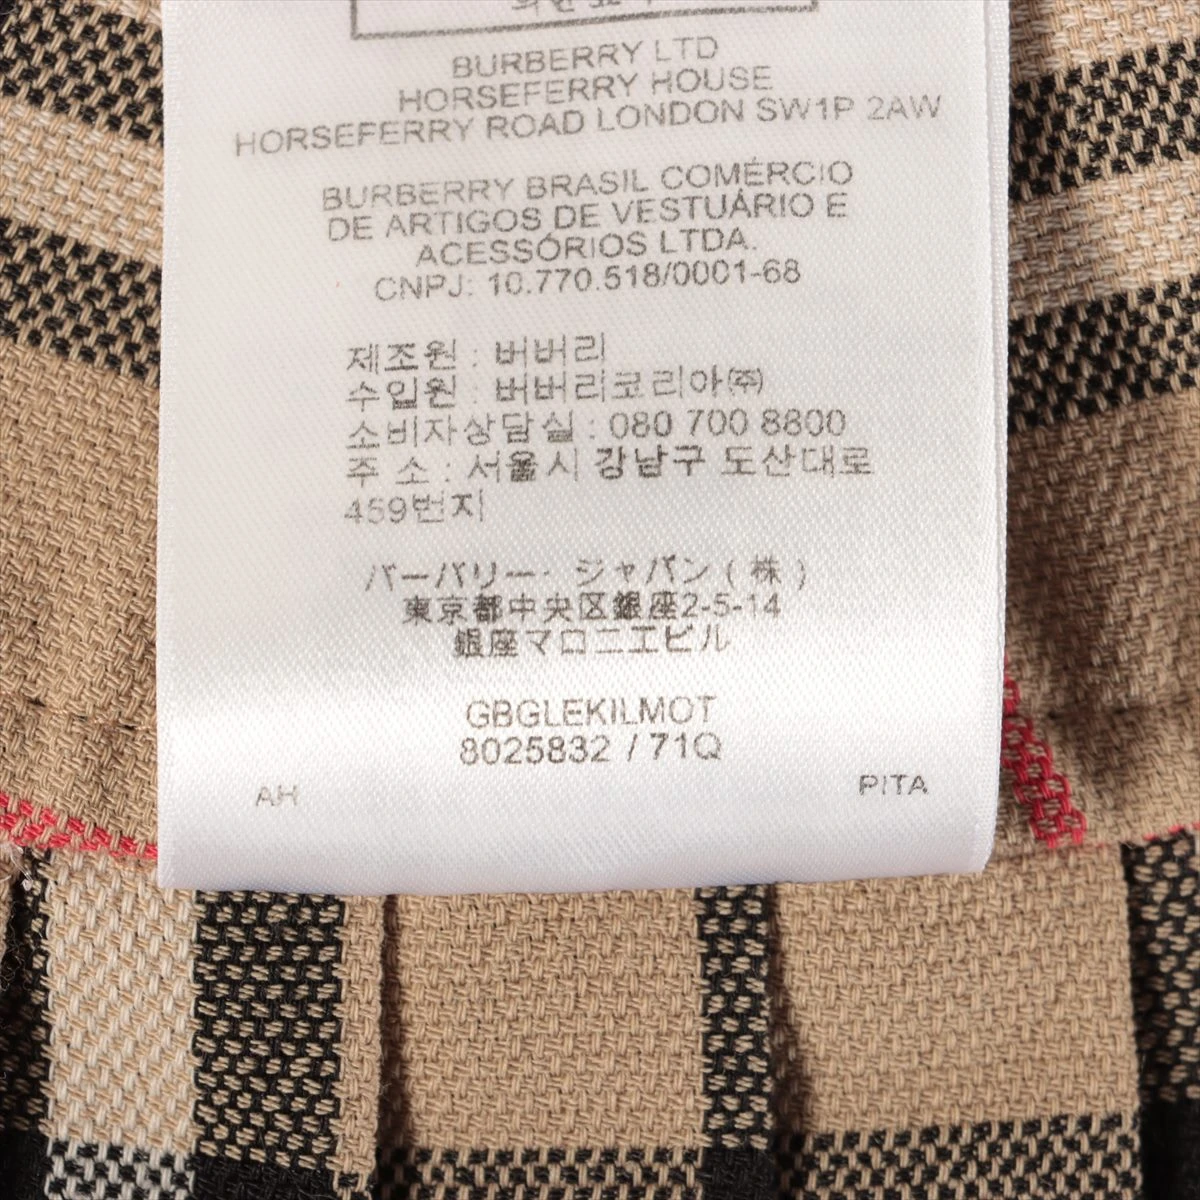 BURBERRY LTD
HORSEFERRY HOUSE
HORSEFERRY ROAD LONDON SW1P 2AW
BURBERRY BRASIL COMÉRCIO
DE ARTIGOS DE VESTUÁRIO E
ACESSÓRIOS LTDA.
CNPJ: 10.770.518/0001-68
제조원 : 버버리
수입원 : 버버리코리아㈜
소비자상담실 : 080 700 8800
주 소 : 서울시 강남구 도산대로
459번지
バーバリー・ジャパン ( 株 )
東京都中央区銀座2-5-14
銀座マロニエビル
GBGLEKILMOT
8025832 / 71Q
AH PITA